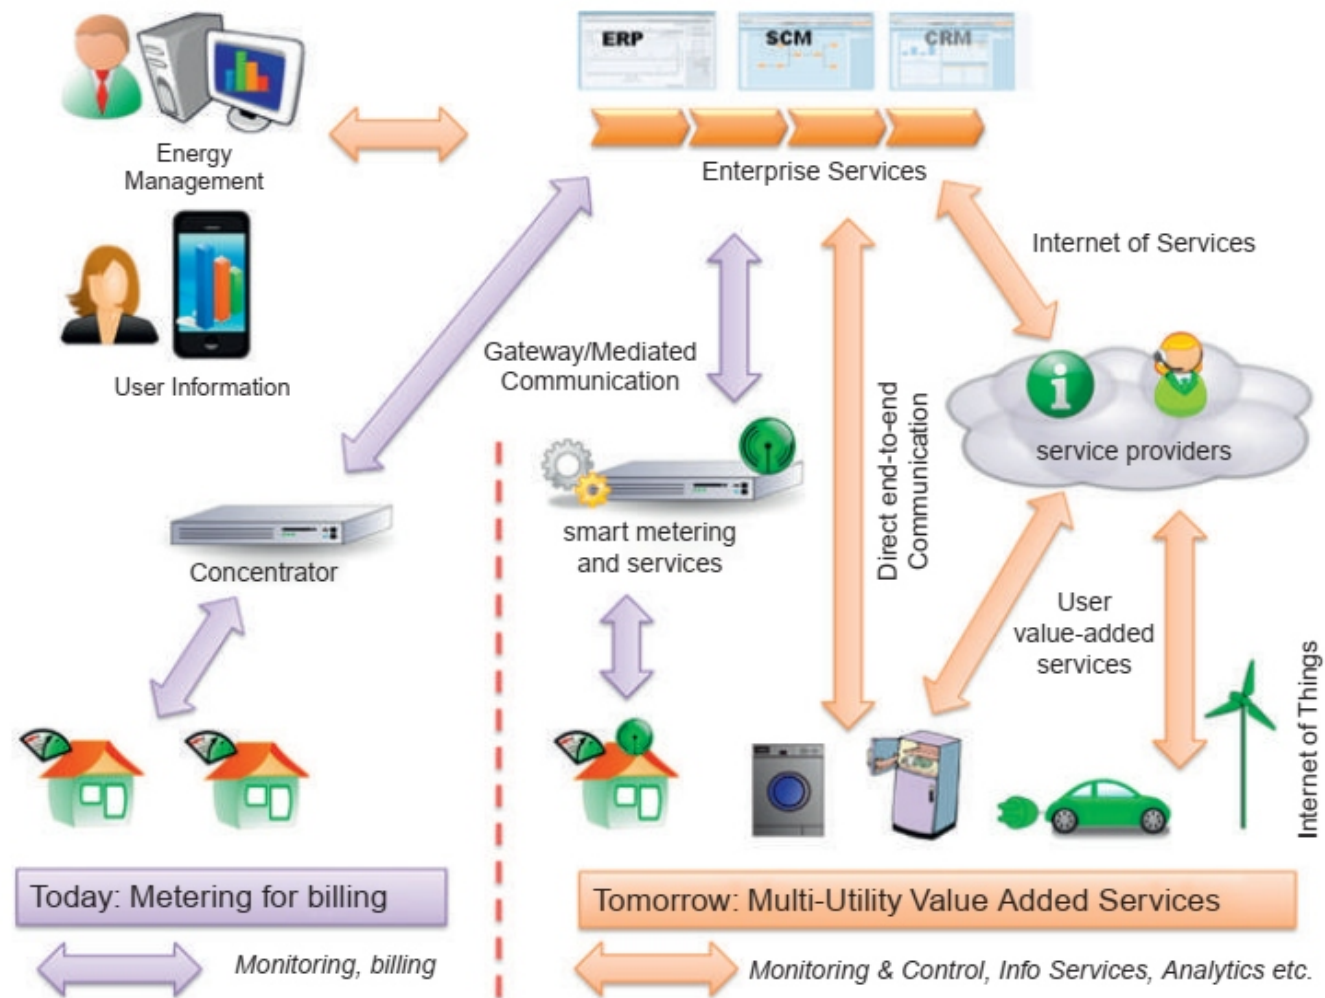 ERP
SCM
CRM
Energy
Management
Enterprise Services
Internet of Services
User Information
Gateway/Mediated
Communication
Direct end-to-end
Communication
service providers
smart metering
and services
Concentrator
User
value-added
services
Internet of Things
Today: Metering for billing
Tomorrow: Multi-Utility Value Added Services
Monitoring, billing
Monitoring & Control, Info Services, Analytics etc.